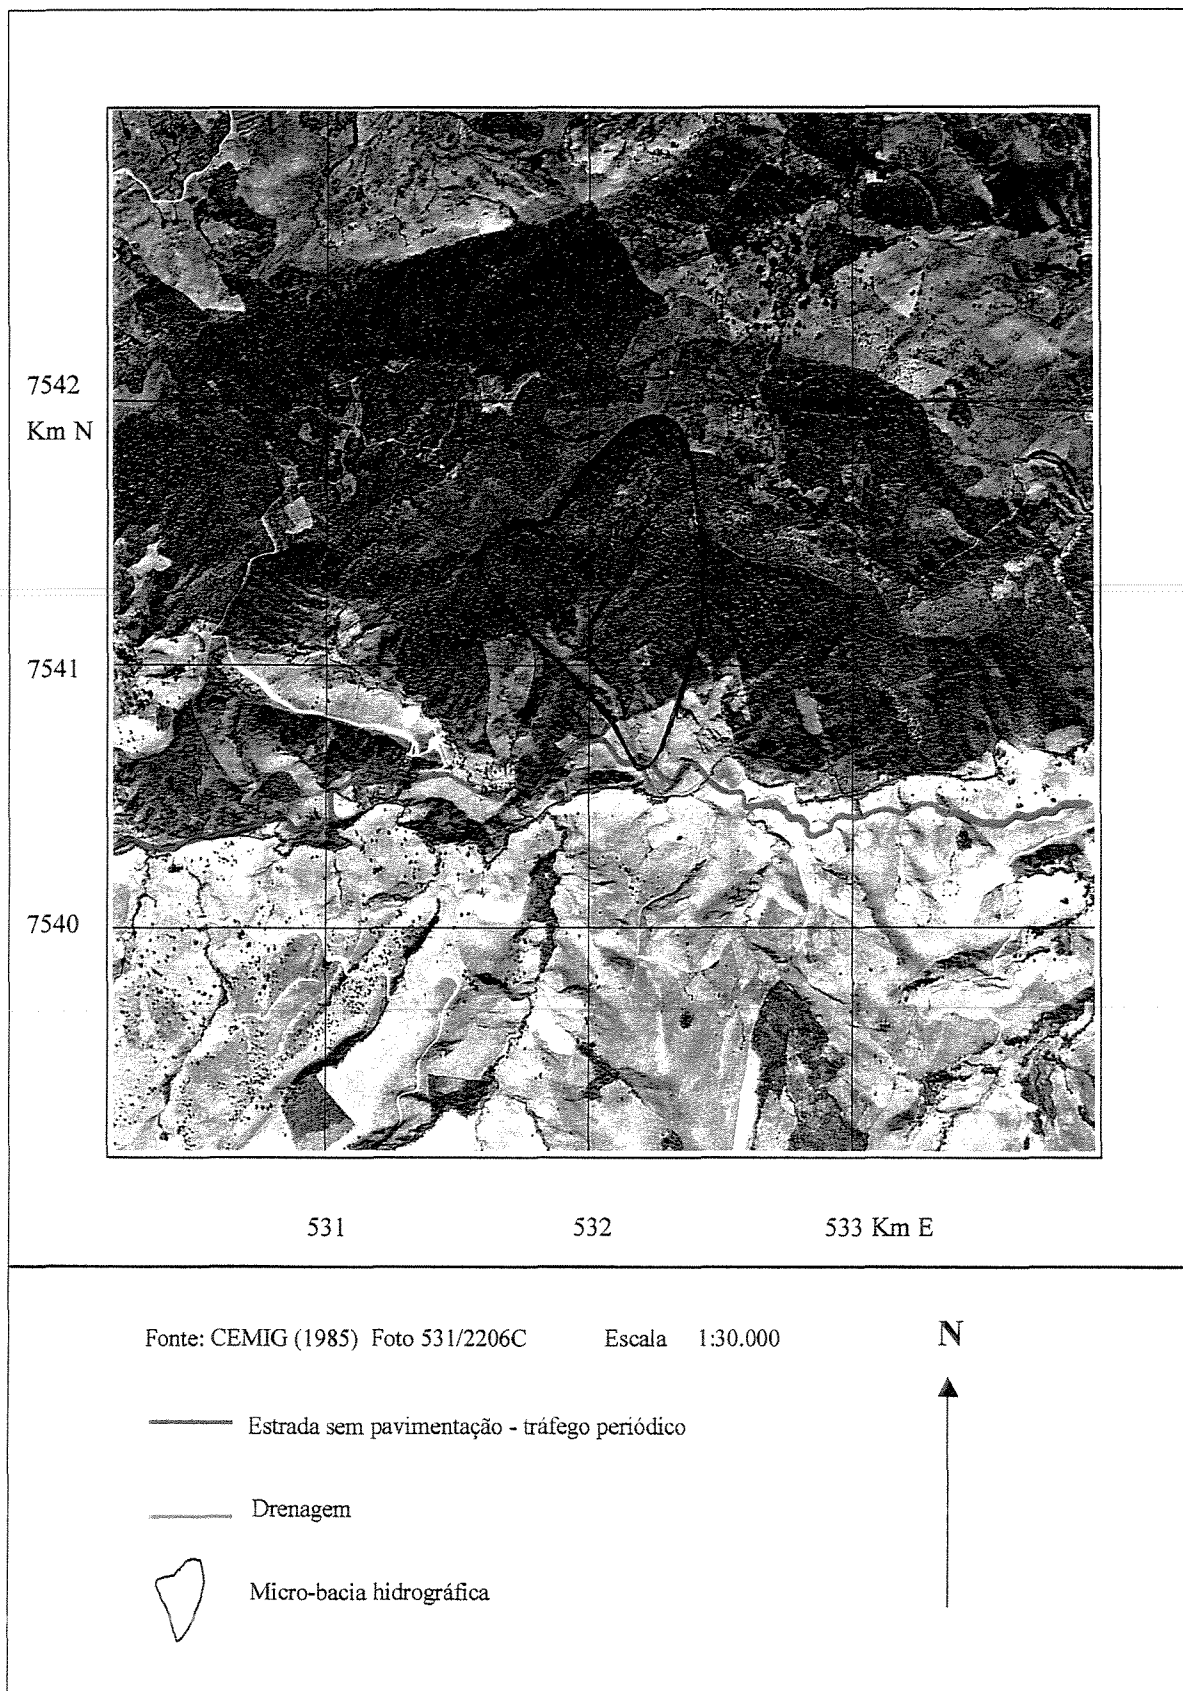 7542
Km N
7541
7540
531 532 533 Km E
Fonte: CEMIG (1985) Foto 531/2206C Escala 1:30.000 N
Estrada sem pavimentação - tráfego periódico
Drenagem
Micro-bacia hidrográfica